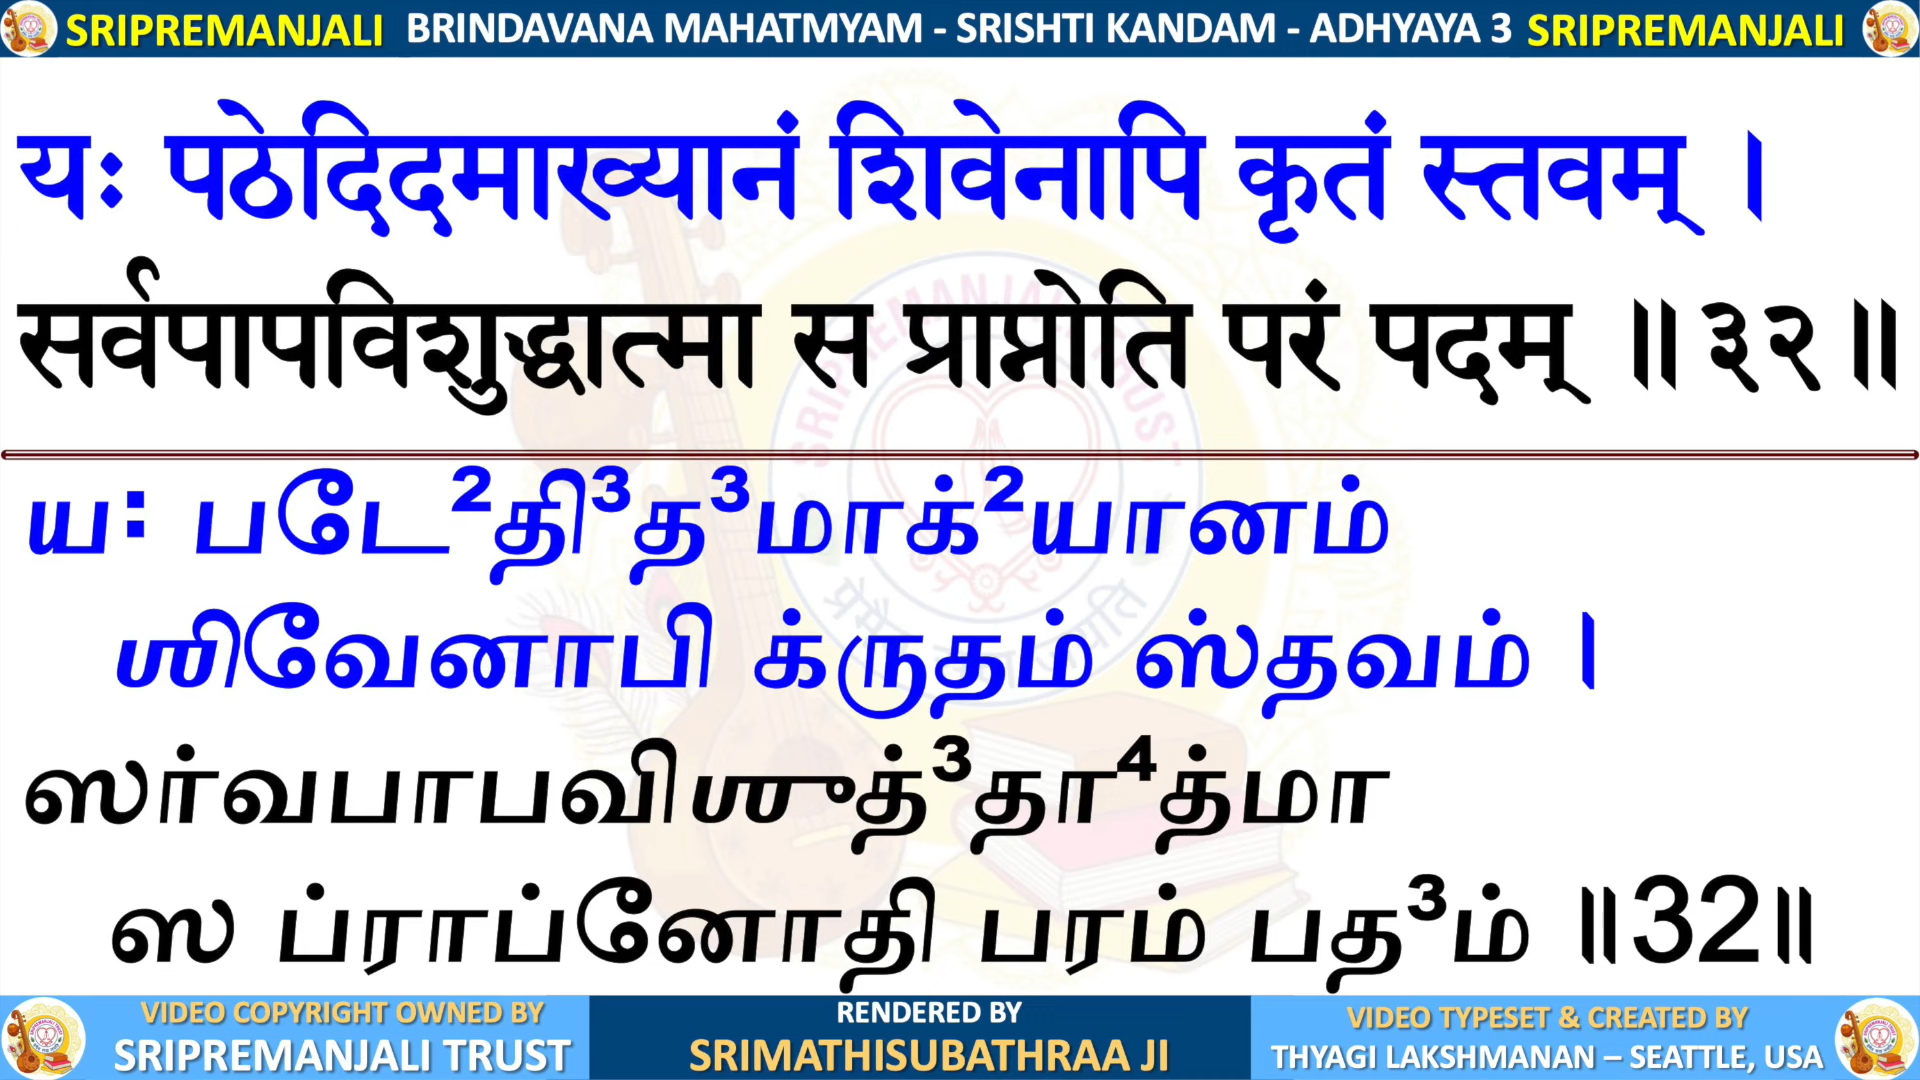 SRIPREMANJALI BRINDAVANA MAHATMYAM - SRISHTI KANDAM - ADHYAYA 3 SRIPREMANJALI
यः पठेदिदमाख्यानं शिवेनापि कृतं स्तवम् ।
सर्वपापविशुद्धात्मा स प्राप्नोति परं पदम् ॥३२॥
ய꞉ படே²தி³த³மாக்²யானம்
ஶிவேனாபி க்ருதம் ஸ்தவம் ।
ஸர்வபாபவிஶுத்³தா⁴த்மா
ஸ ப்ராப்னோதி பரம் பத³ம் ॥32॥
VIDEO COPYRIGHT OWNED BY
SRIPREMANJALI TRUST
RENDERED BY
SRIMATHISUBATHRAA JI
VIDEO TYPESET & CREATED BY
THYAGI LAKSHMANAN – SEATTLE, USA